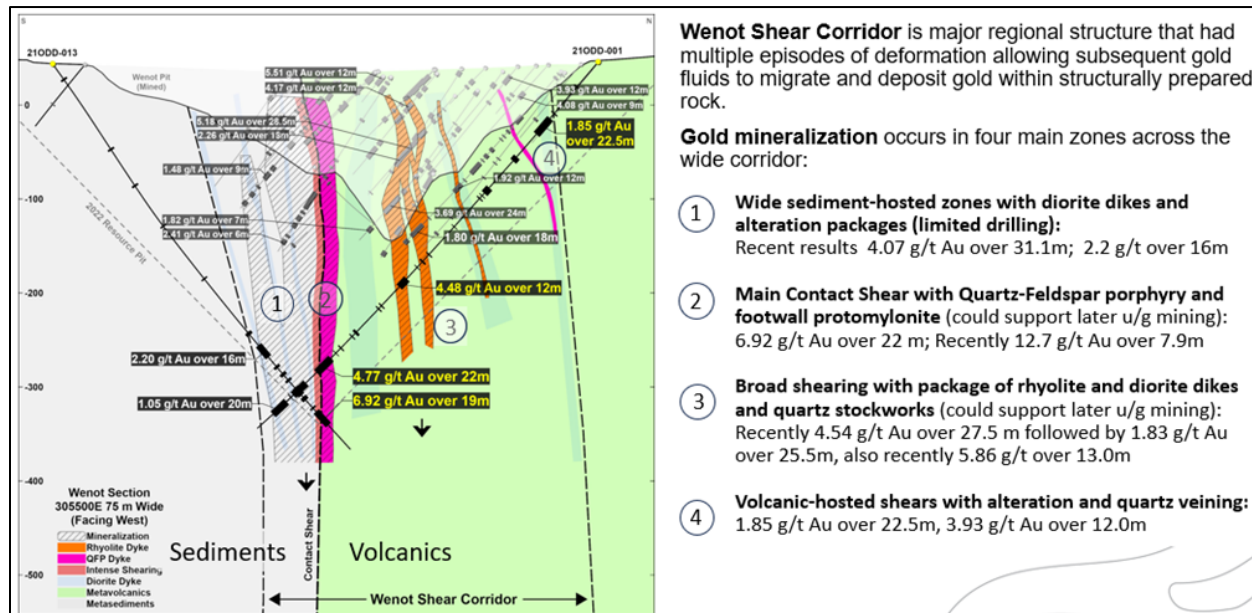 S
N
21ODD-013
21ODD-001
Wenot Pit
(Mined)
5.51 g/t Au over 12m
4.17 g/t Au over 12m
3.93 g/t Au over 12m
4.08 g/t Au over 9m
0
5.18 g/t Au over 28.5m
2.26 g/t Au over 18m
1.85 g/t Au
over 22.5m
4
1.48 g/t Au over 9m
1.92 g/t Au over 12m
-100
2022 Resource Pit
1.82 g/t Au over 7m
2.41 g/t Au over 6m
3.69 g/t Au over 24m
1.80 g/t Au over 18m
-200
4.48 g/t Au over 12m
1
2
3
2.20 g/t Au over 16m
4.77 g/t Au over 22m
-300
1.05 g/t Au over 20m
6.92 g/t Au over 19m
-400
Wenot Section
305500E 75 m Wide
(Facing West)
Mineralization
Rhyolite Dyke
QFP Dyke
Intense Shearing
Diorite Dyke
Metavolcanics
Metasediments
Sediments
Contact Shear
Volcanics
-500
Wenot Shear Corridor
Wenot Shear Corridor is major regional structure that had
multiple episodes of deformation allowing subsequent gold
fluids to migrate and deposit gold within structurally prepared
rock.
Gold mineralization occurs in four main zones across the
wide corridor:
1
Wide sediment-hosted zones with diorite dikes and
alteration packages (limited drilling):
Recent results 4.07 g/t Au over 31.1m; 2.2 g/t over 16m
2
Main Contact Shear with Quartz-Feldspar porphyry and
footwall protomylonite (could support later u/g mining):
6.92 g/t Au over 22 m; Recently 12.7 g/t Au over 7.9m
3
Broad shearing with package of rhyolite and diorite dikes
and quartz stockworks (could support later u/g mining):
Recently 4.54 g/t Au over 27.5 m followed by 1.83 g/t Au
over 25.5m, also recently 5.86 g/t over 13.0m
4
Volcanic-hosted shears with alteration and quartz veining:
1.85 g/t Au over 22.5m, 3.93 g/t Au over 12.0m